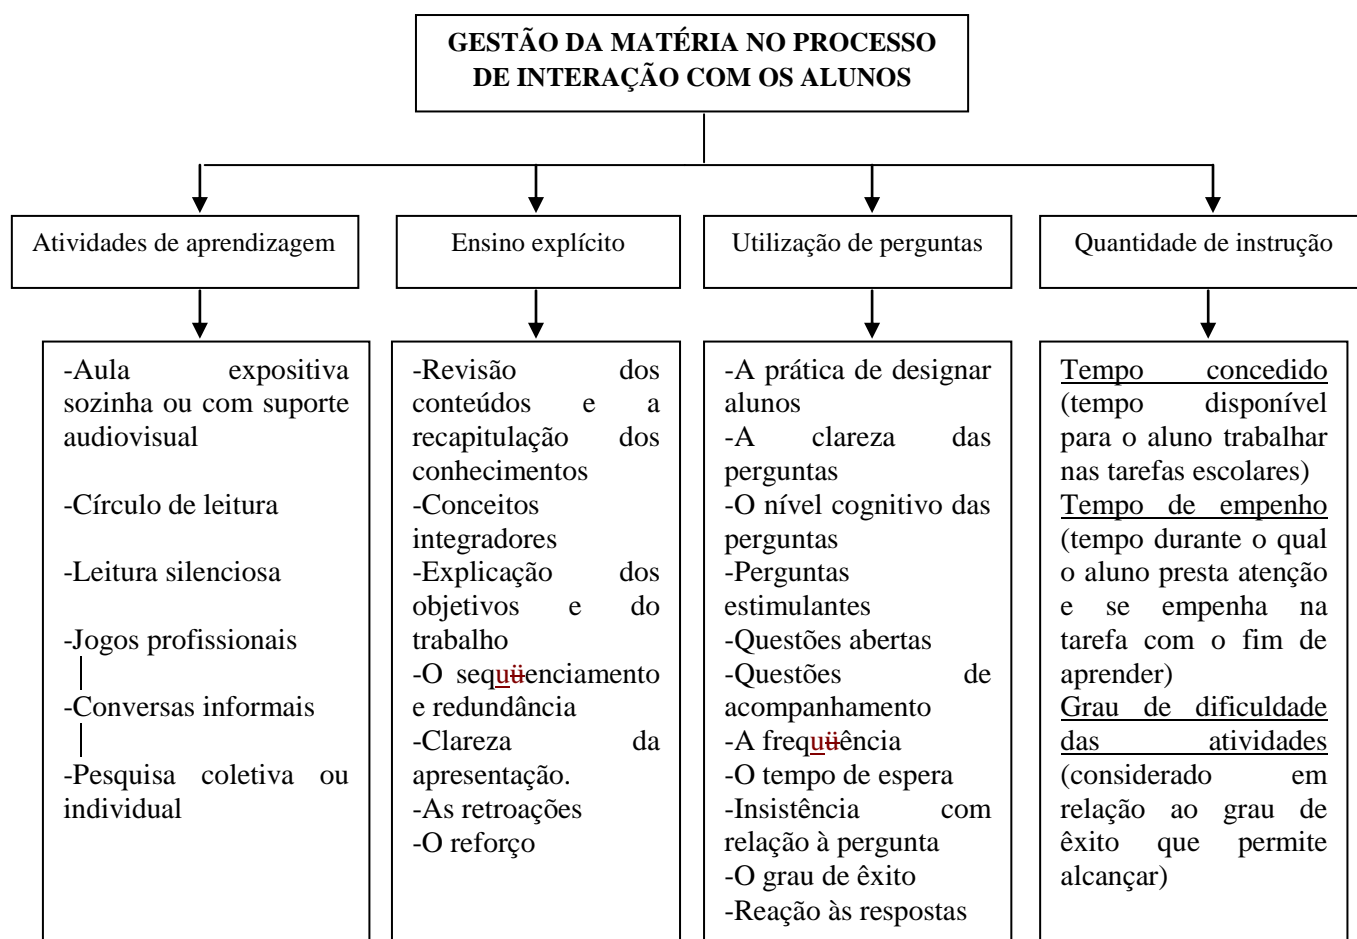 GESTÃO DA MATÉRIA NO PROCESSO
DE INTERAÇÃO COM OS ALUNOS
Atividades de aprendizagem
Ensino explícito
Utilização de perguntas
Quantidade de instrução
-Aula expositiva
sozinha ou com suporte
audiovisual
-Círculo de leitura
-Leitura silenciosa
-Jogos profissionais
-Conversas informais
-Pesquisa coletiva ou
individual
-Revisão dos
conteúdos e a
recapitulação dos
conhecimentos
-Conceitos
integradores
-Explicação dos
objetivos e do
trabalho
-O sequüenciamento
e redundância
-Clareza da
apresentação.
-As retroações
-O reforço
-A prática de designar
alunos
-A clareza das
perguntas
-O nível cognitivo das
perguntas
-Perguntas
estimulantes
-Questões abertas
-Questões de
acompanhamento
-A frequüência
-O tempo de espera
-Insistência com
relação à pergunta
-O grau de êxito
-Reação às respostas
Tempo concedido
(tempo disponível
para o aluno trabalhar
nas tarefas escolares)
Tempo de empenho
(tempo durante o qual
o aluno presta atenção
e se empenha na
tarefa com o fim de
aprender)
Grau de dificuldade
das atividades
(considerado em
relação ao grau de
êxito que permite
alcançar)